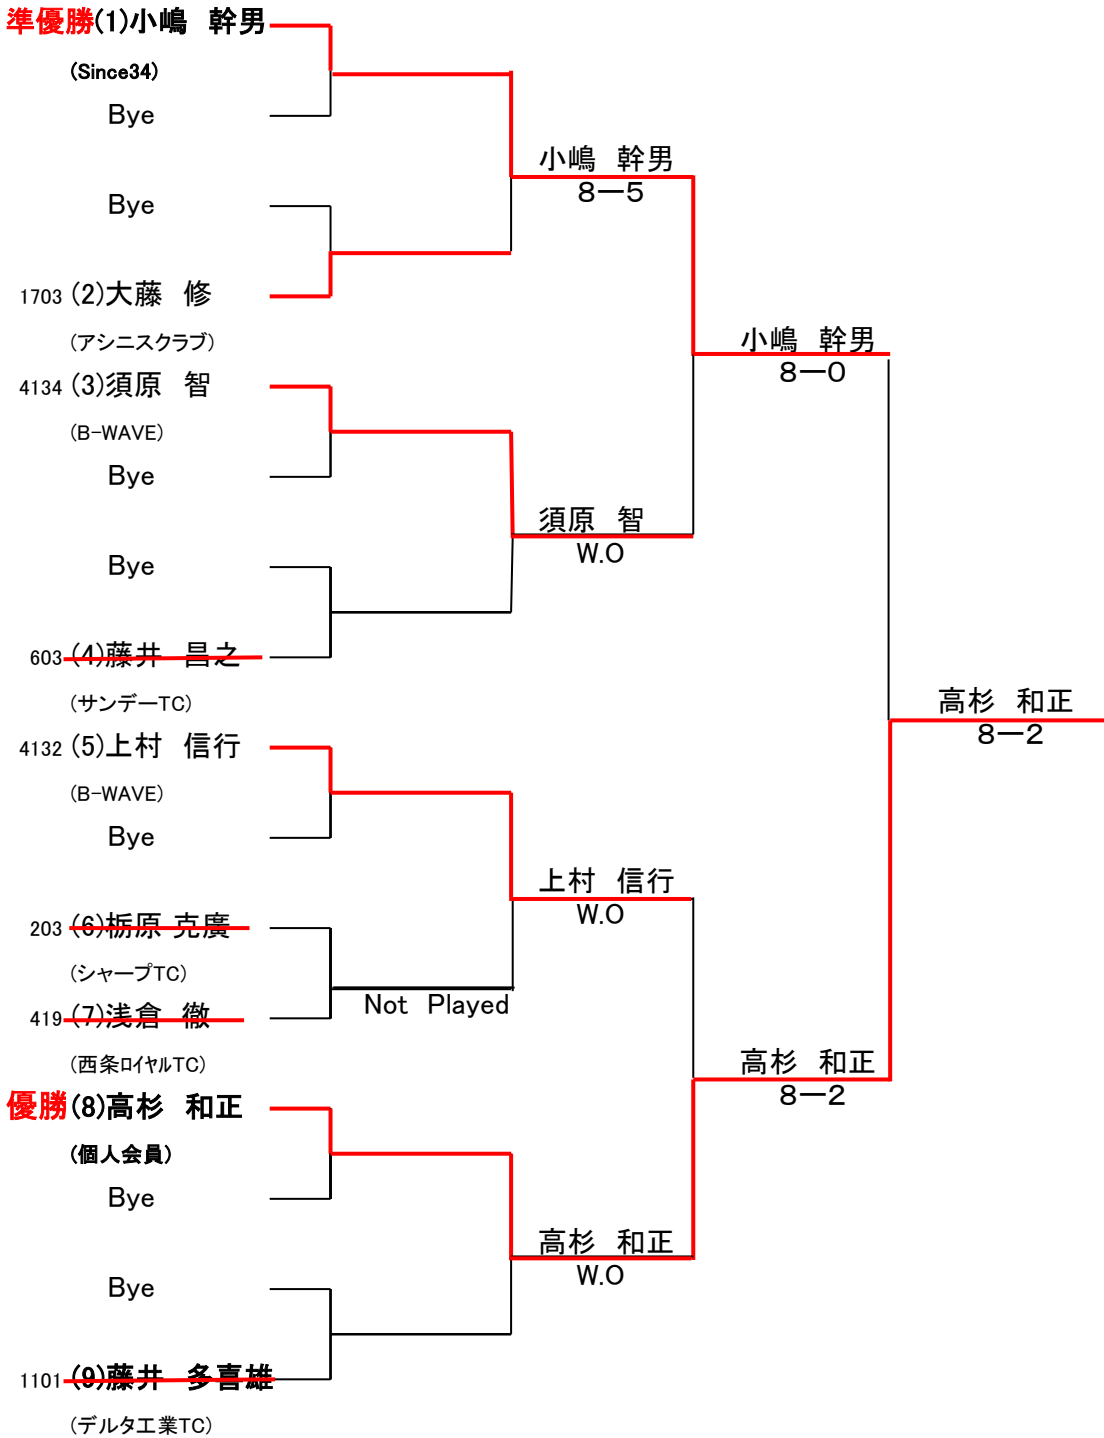 準優勝(1)小嶋 幹男
(Since34)
Bye
小嶋 幹男
8－5
Bye
1703 (2)大藤 修
(アシニスクラブ)
小嶋 幹男
8－0
4134 (3)須原 智
(B-WAVE)
Bye
須原 智
W.O
Bye
603 (4)藤井 昌之
(サンデーTC)
高杉 和正
8－2
4132 (5)上村 信行
(B-WAVE)
Bye
上村 信行
W.O
203 (6)栃原 克廣
(シャープTC)
Not Played
419 (7)浅倉 徹
(西条ロイヤルTC)
高杉 和正
8－2
優勝(8)高杉 和正
(個人会員)
Bye
高杉 和正
W.O
Bye
1101 (9)藤井 多喜雄
(デルタ工業TC)